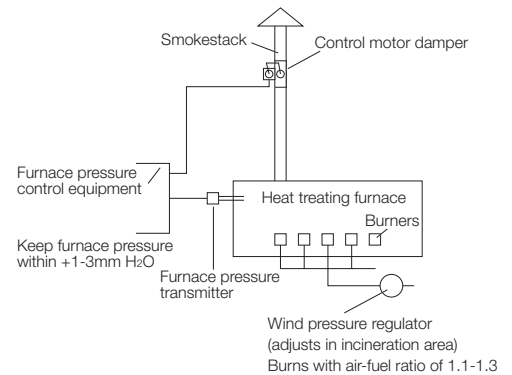 Smokestack
Control motor damper
Furnace pressure
control equipment
Heat treating furnace
Burners
Keep furnace pressure
within +1-3mm H2O
Furnace pressure
transmitter
Wind pressure regulator
(adjusts in incineration area)
Burns with air-fuel ratio of 1.1-1.3